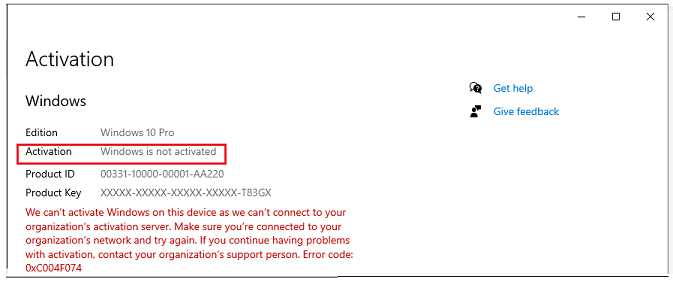 Activation
Get help
Windows
Give feedback
Edition Windows 10 Pro
Activation Windows is not activated
Product ID 00331-10000-00001-AA220
Product Key XXXXX-XXXXX-XXXXX-XXXXX-T83GX
We can't activate Windows on this device as we can't connect to your
organization's activation server. Make sure you're connected to your
organization's network and try again. If you continue having problems
with activation, contact your organization's support person. Error code:
0xC004F074